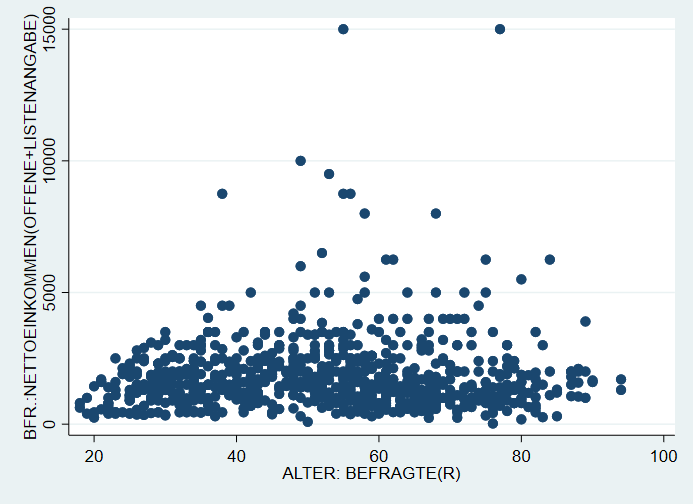 BFR.:NETTOEINKOMMEN(OFFENE+LISTENANGABE)
15000
10000
5000
0
20 40 60 80 100
ALTER: BEFRAGTE(R)